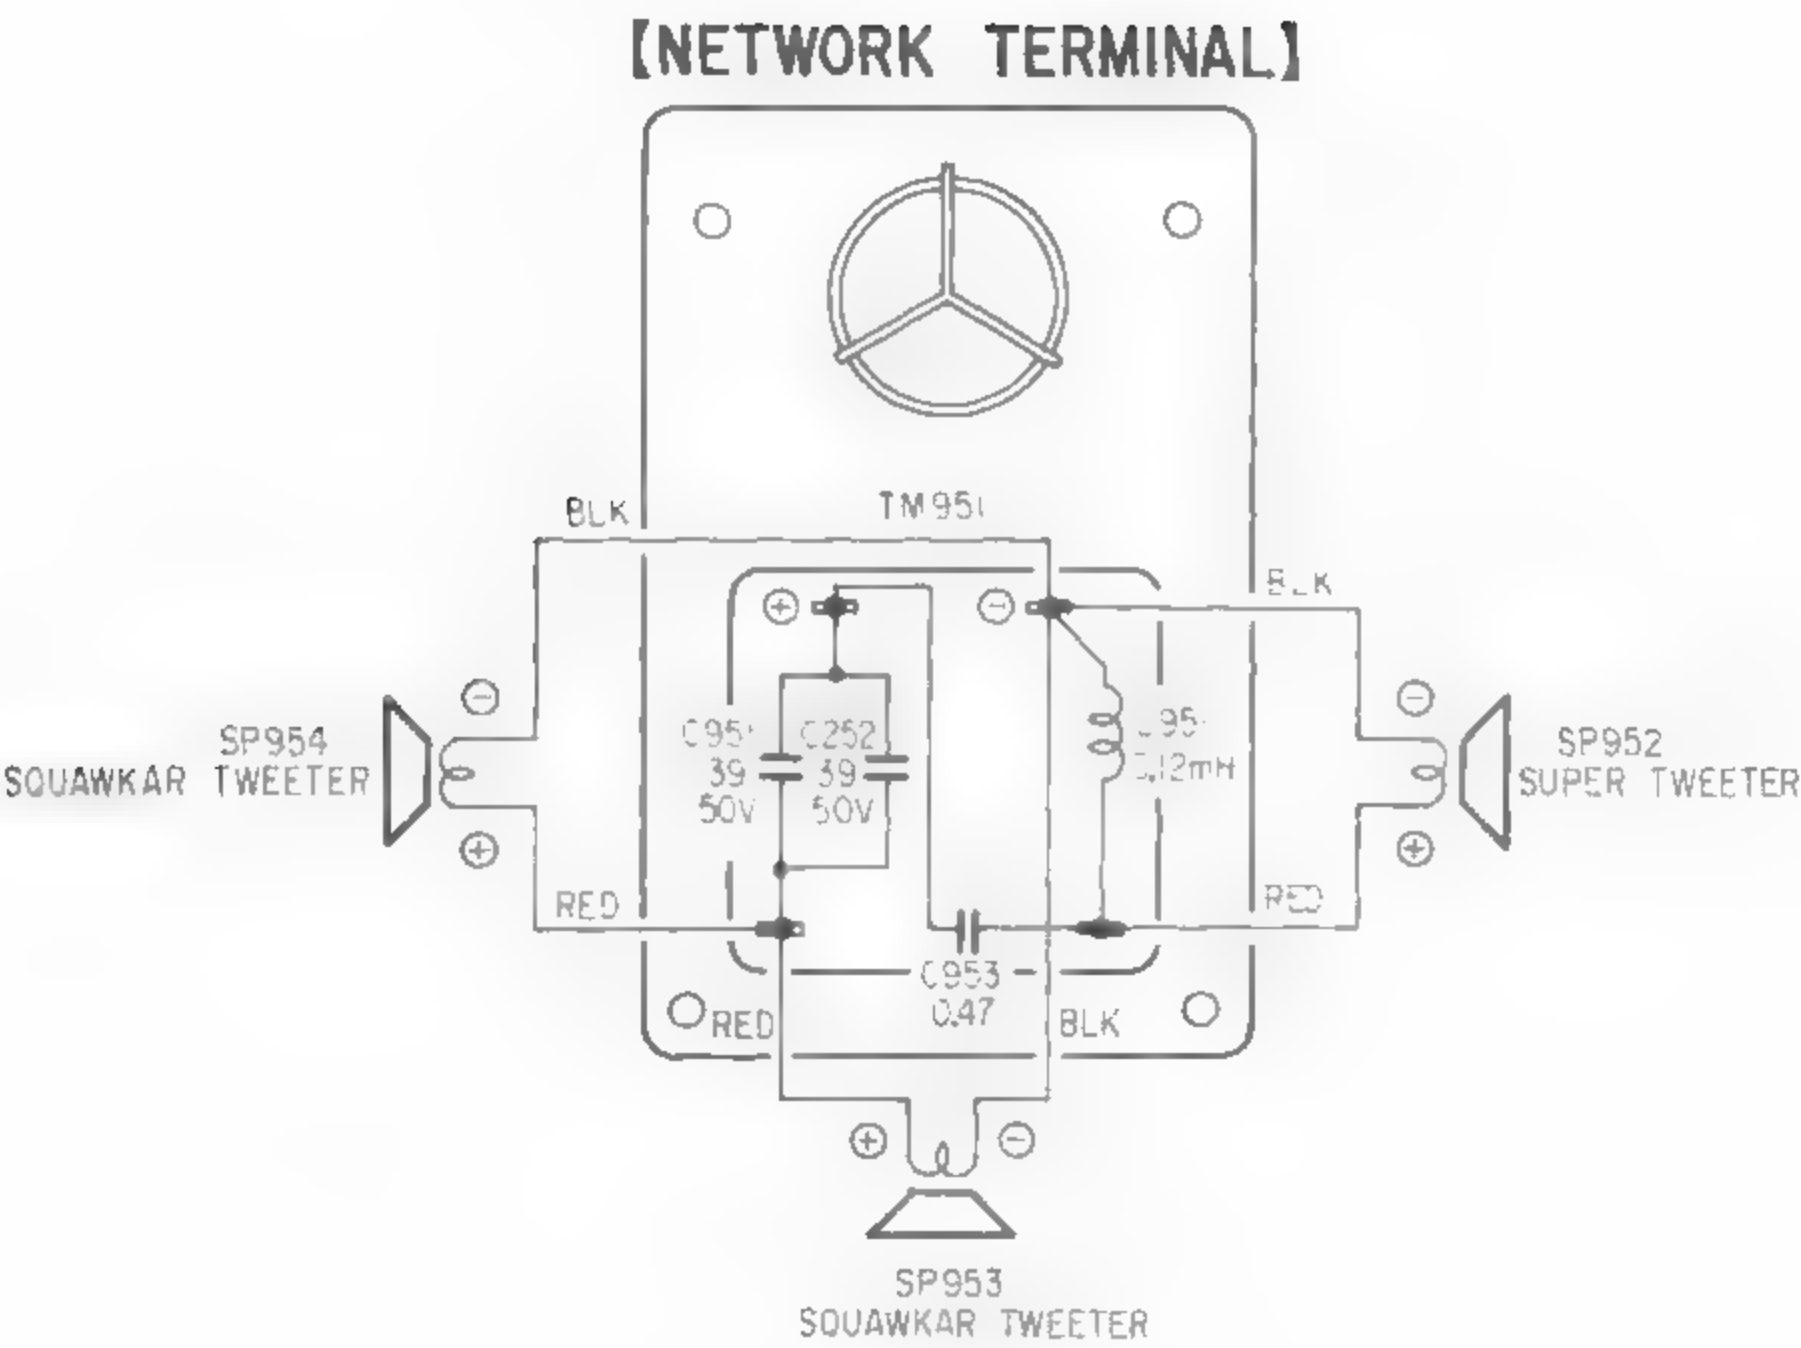 【NETWORK TERMINAL】
BLK
TM951
BLK
⊕
⊖
⊖
⊖
SP954
SQUAWKAR TWEETER
C951
39
50V
C252
39
50V
SP952
SUPER TWEETER
⊕
⊕
RED
RED
C953
0.47
RED
BLK
⊕
⊖
SP953
SQUAWKAR TWEETER